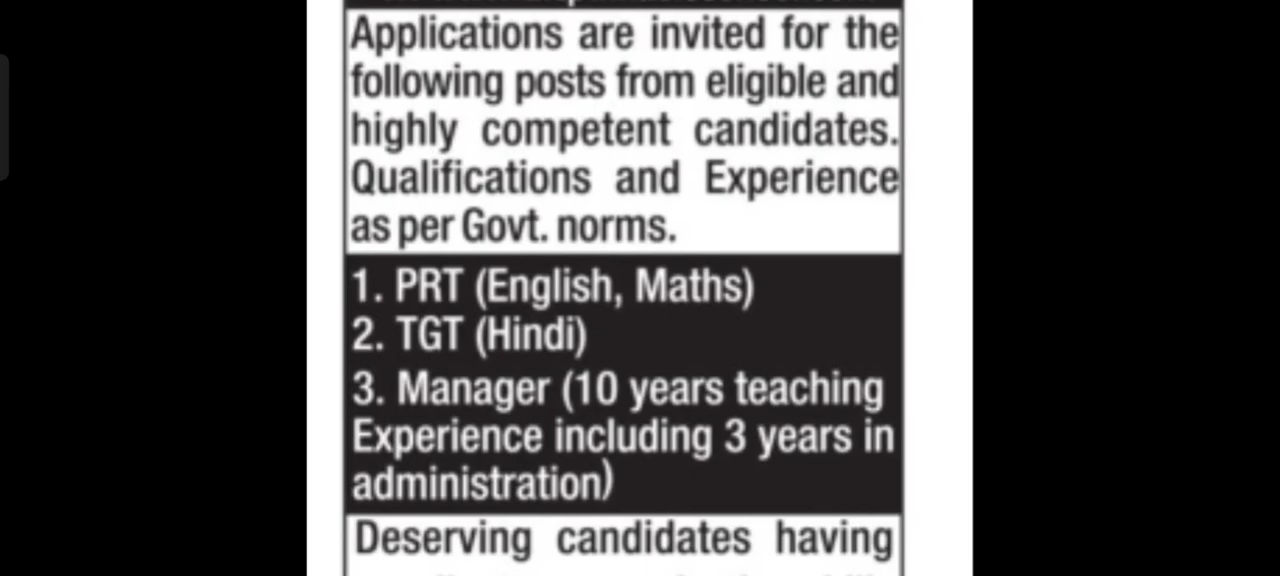 Applications are invited for the
following posts from eligible and
highly competent candidates.
Qualifications and Experience
as per Govt. norms.
1. PRT (English, Maths)
2. TGT (Hindi)
3. Manager (10 years teaching
Experience including 3 years in
administration)
Deserving candidates having